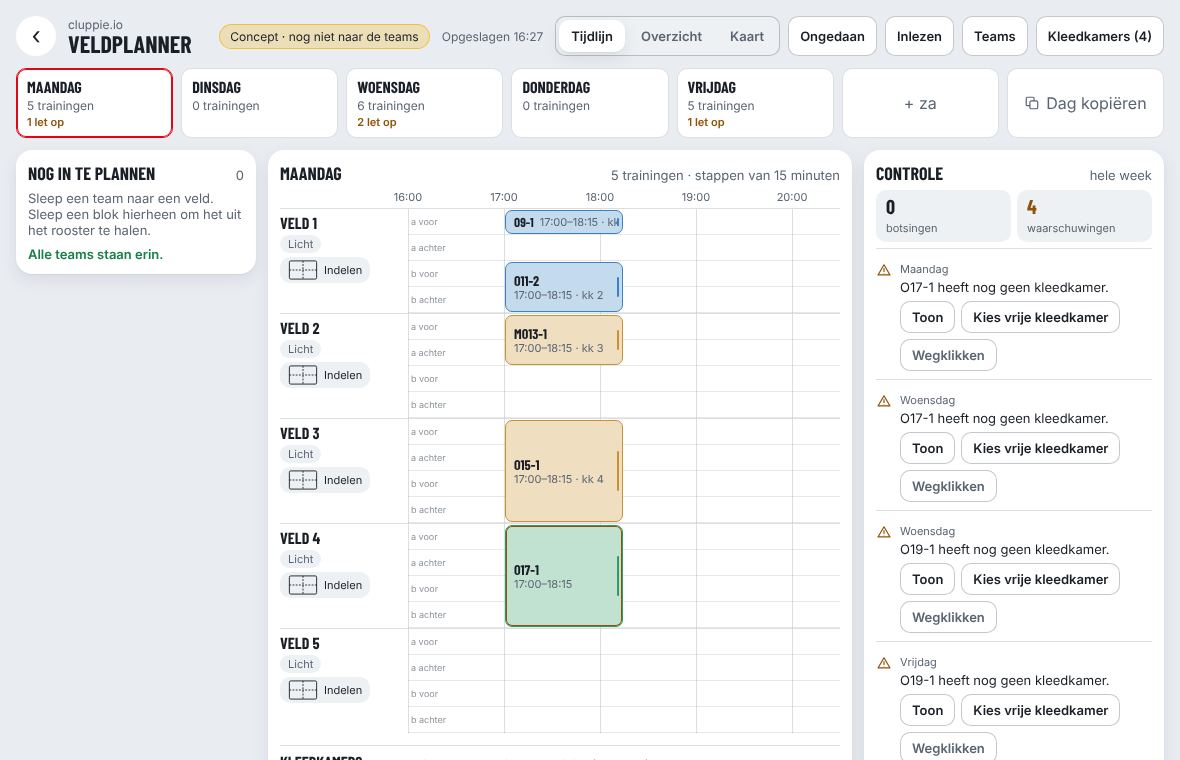 cluppie.io
VELDPLANNER
Concept · nog niet naar de teams
Opgeslagen 16:27
Tijdlijn
Overzicht
Kaart
Ongedaan
Inlezen
Teams
Kleedkamers (4)
MAANDAG
5 trainingen
1 let op
DINSDAG
0 trainingen
WOENSDAG
6 trainingen
2 let op
DONDERDAG
0 trainingen
VRIJDAG
5 trainingen
1 let op
+ za
Dag kopiëren
NOG IN TE PLANNEN
0
Sleep een team naar een veld.
Sleep een blok hierheen om het uit
het rooster te halen.
Alle teams staan erin.
MAANDAG
5 trainingen · stappen van 15 minuten
16:00
17:00
18:00
19:00
20:00
VELD 1
Licht
Indelen
a voor
a achter
b voor
b achter
O9-1 17:00–18:15 · kk
O11-2
17:00–18:15 · kk 2
VELD 2
Licht
Indelen
a voor
a achter
b voor
b achter
MO13-1
17:00–18:15 · kk 3
VELD 3
Licht
Indelen
a voor
a achter
b voor
b achter
O15-1
17:00–18:15 · kk 4
VELD 4
Licht
Indelen
a voor
a achter
b voor
b achter
O17-1
17:00–18:15
VELD 5
Licht
Indelen
a voor
a achter
b voor
b achter
CONTROLE
hele week
0
botsingen
4
waarschuwingen
Maandag
O17-1 heeft nog geen kleedkamer.
Toon
Kies vrije kleedkamer
Wegklikken
Woensdag
O17-1 heeft nog geen kleedkamer.
Toon
Kies vrije kleedkamer
Wegklikken
Woensdag
O19-1 heeft nog geen kleedkamer.
Toon
Kies vrije kleedkamer
Wegklikken
Vrijdag
O19-1 heeft nog geen kleedkamer.
Toon
Kies vrije kleedkamer
Wegklikken